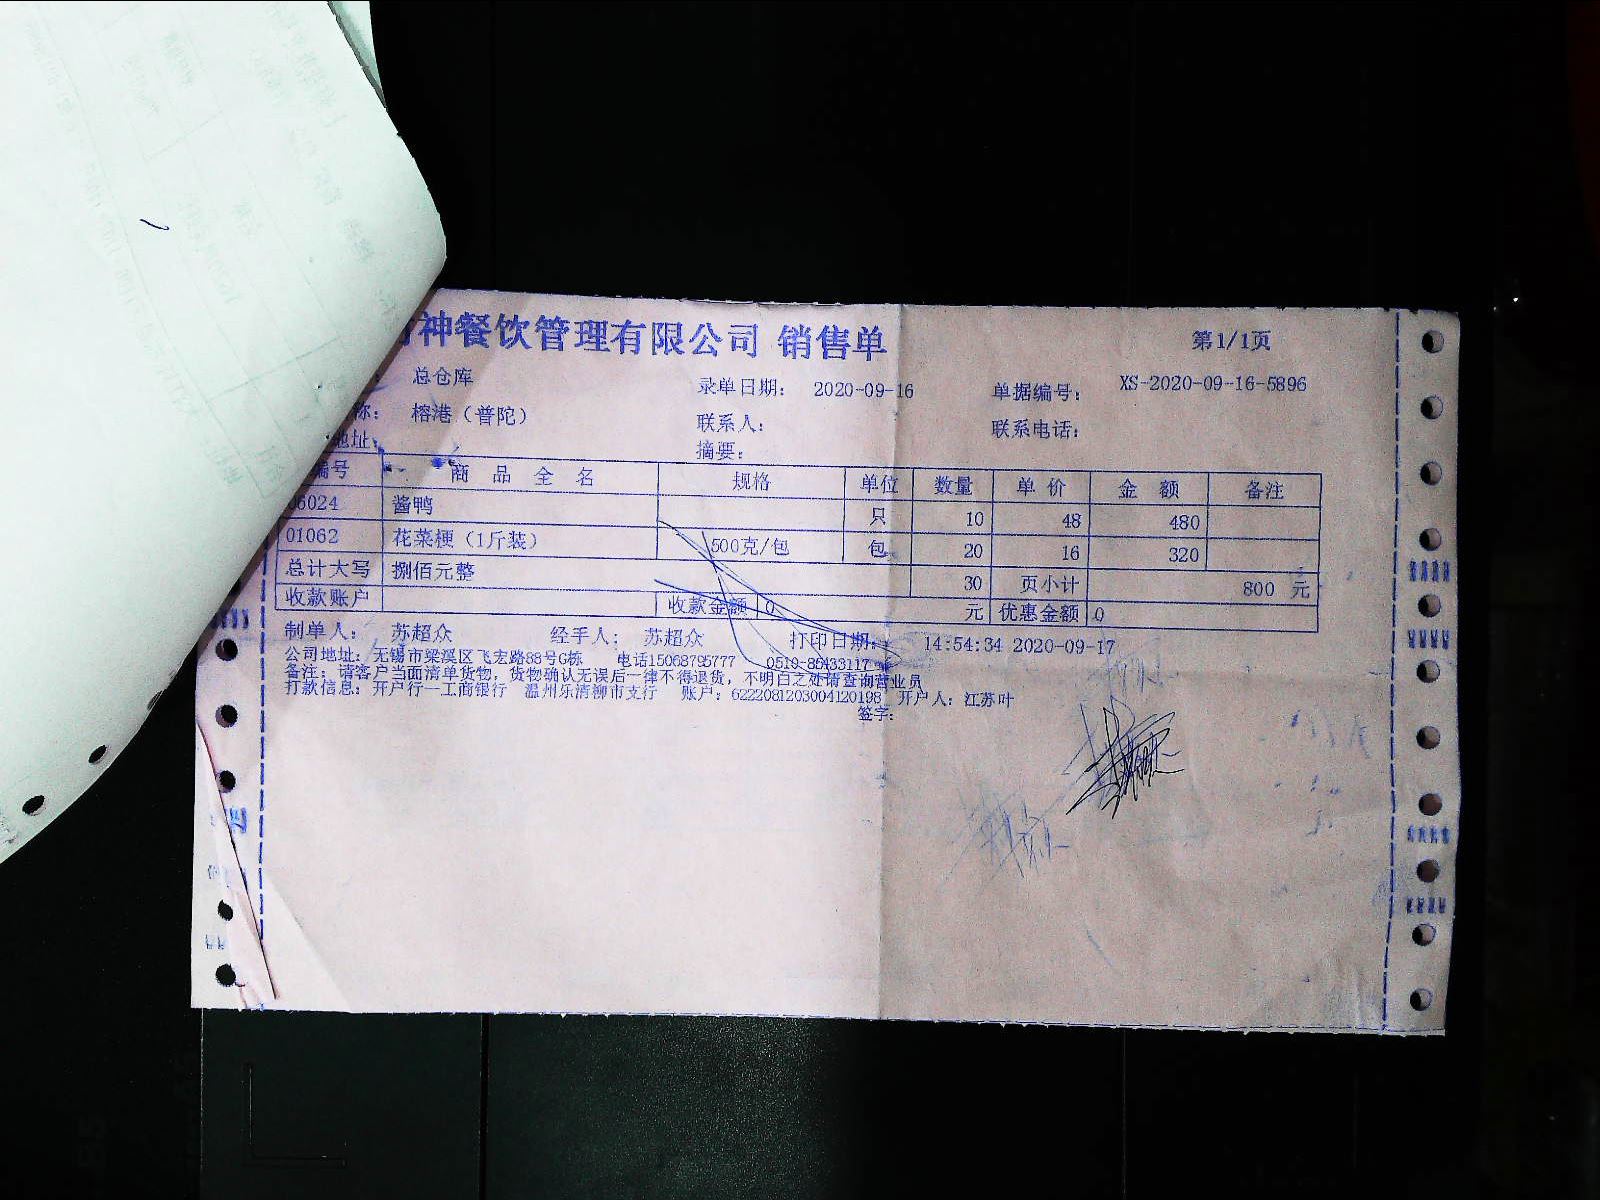 神餐饮管理有限公司 销售单 第1/1页
总仓库 录单日期： 2020-09-16 单据编号： XS-2020-09-16-5896
称： 榕港（普陀） 联系人： 联系电话：
地址： 摘要：
编号 商品全名 规格 单位 数量 单价 金额 备注
6024 酱鸭 只 10 48 480
01062 花菜梗（1斤装） 500克/包 包 20 16 320
总计大写 捌佰元整 30 页小计 800 元
收款账户 收款金额 0 元 优惠金额 0
制单人： 苏超众 经手人： 苏超众 打印日期： 14:54:34 2020-09-17
公司地址：无锡市梁溪区飞宏路88号G栋 电话15068795777 0510-85433117
备注：请客户当面清单货物，货物确认无误后一律不得退货，不明白之处请查询营业员
打款信息：开户行—工商银行 温州乐清柳市支行 账户：6222081203004120198 开户人：江苏叶
签字：